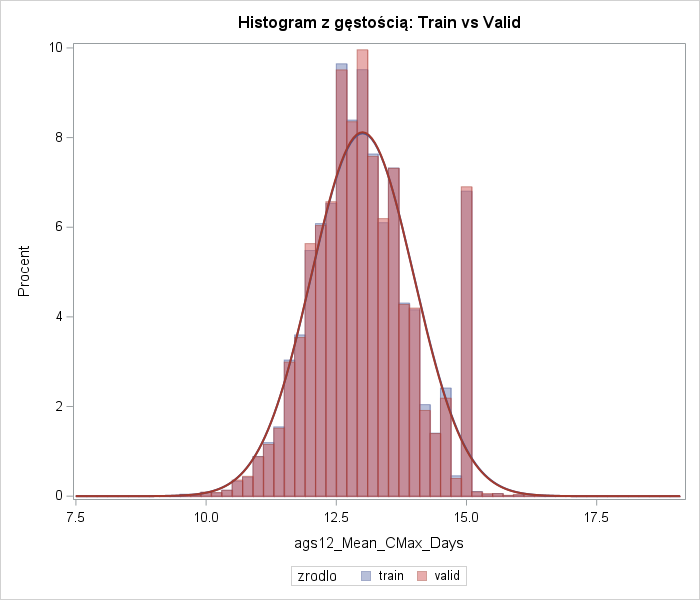 Histogram z gęstością: Train vs Valid
Procent
10
8
6
4
2
0
7.5 10.0 12.5 15.0 17.5
ags12_Mean_CMax_Days
zrodlo train valid